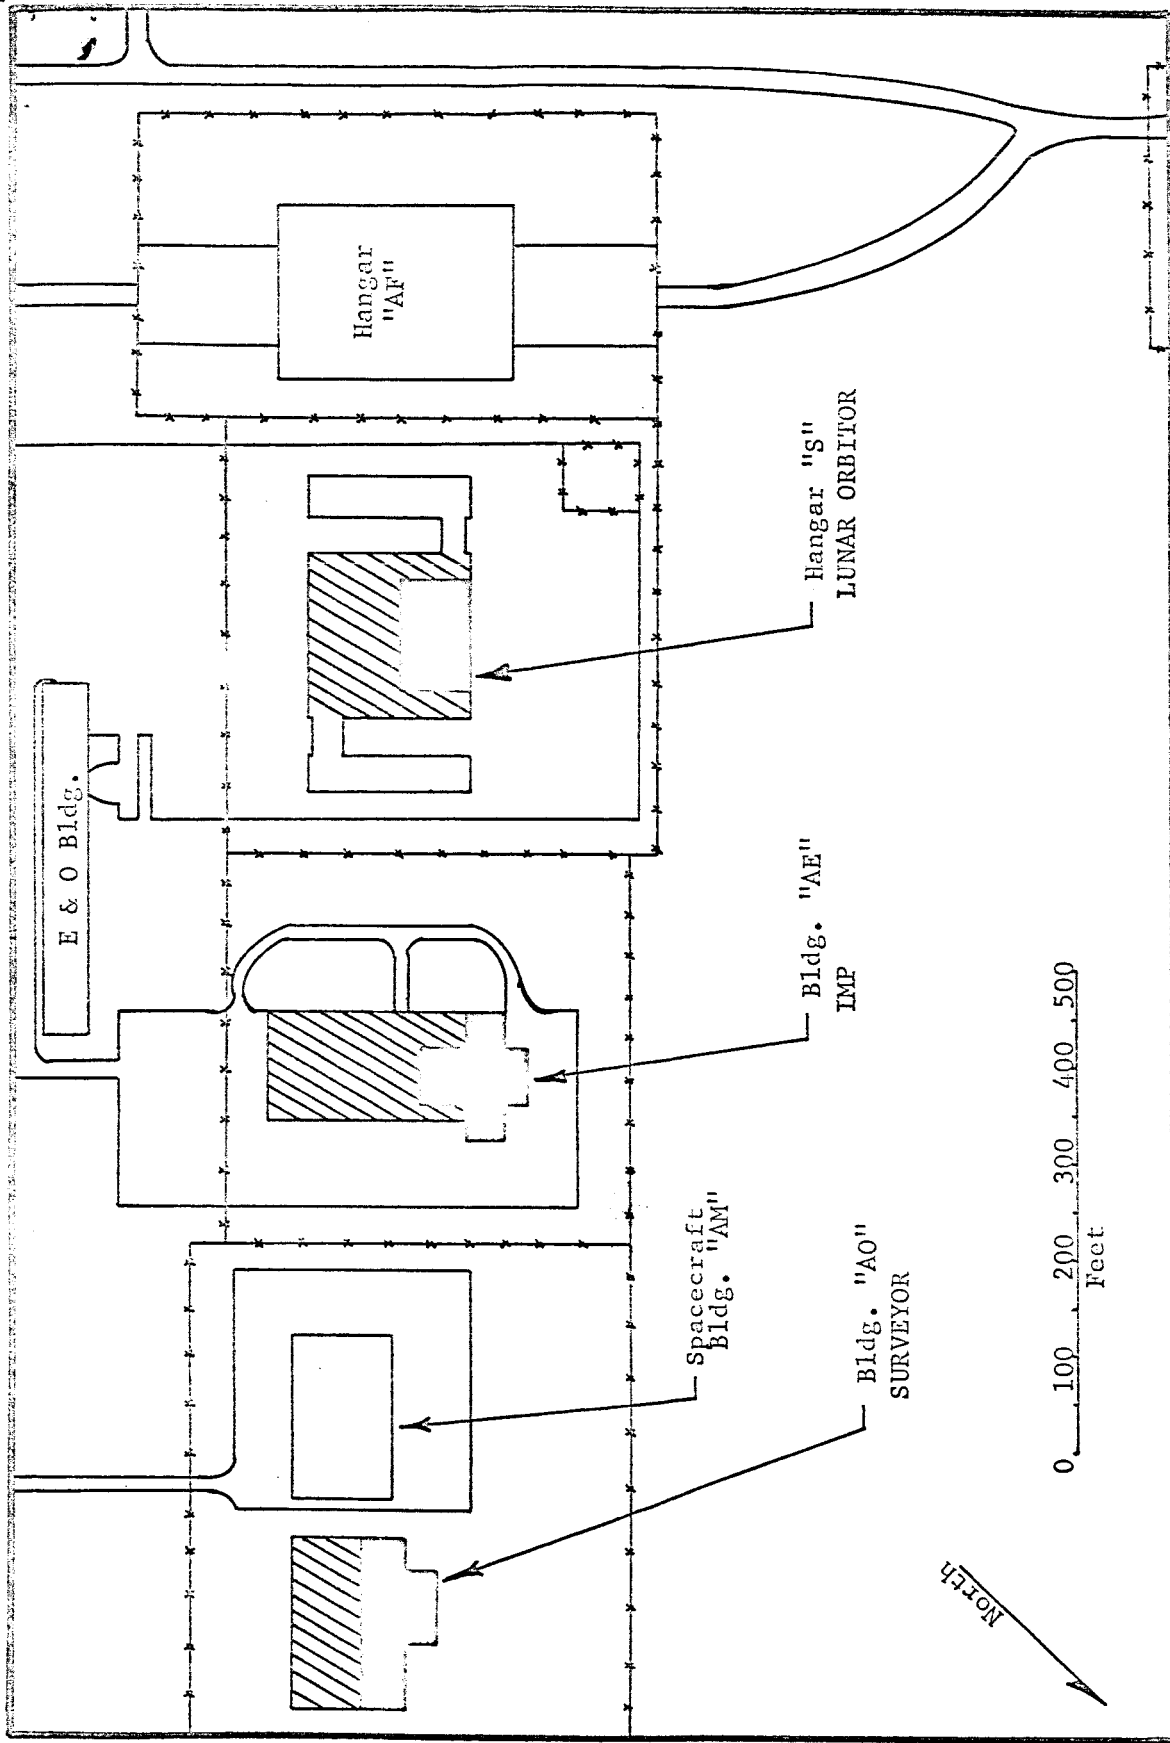 E & O Bldg.
Hangar
"AF"
Hangar "S"
LUNAR ORBITOR
Bldg. "AE"
IMP
Spacecraft
Bldg. "AM"
Bldg. "AO"
SURVEYOR
0 100 200 300 400 500
Feet
North